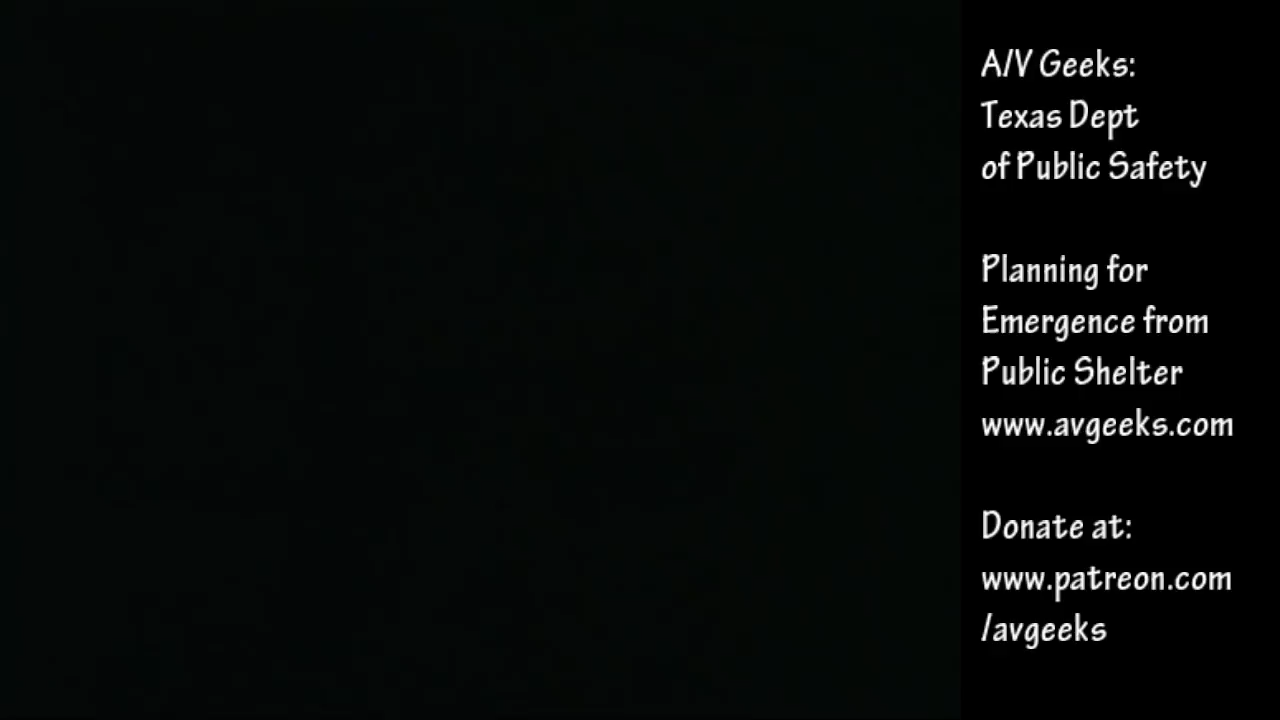 A/V Geeks:
Texas Dept
of Public Safety
Planning for
Emergence from
Public Shelter
www.avgeeks.com
Donate at:
www.patreon.com
/avgeeks